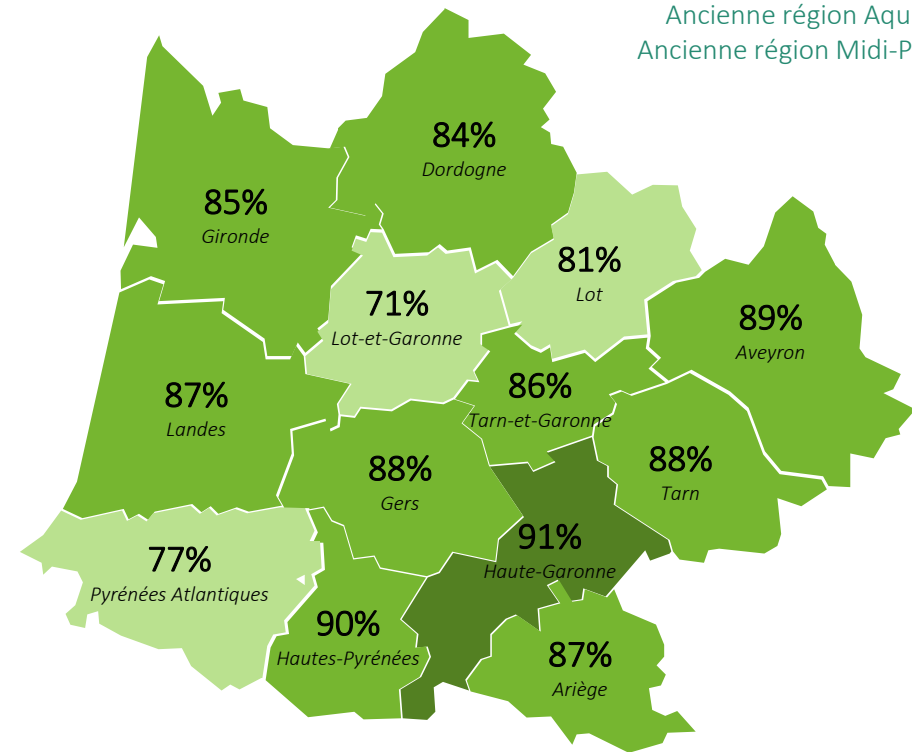 Ancienne région Aqu
Ancienne région Midi-P
84%
Dordogne
85%
Gironde
81%
Lot
71%
Lot-et-Garonne
89%
Aveyron
86%
Tarn-et-Garonne
87%
Landes
88%
Gers
88%
Tarn
91%
Haute-Garonne
77%
Pyrénées Atlantiques
90%
Hautes-Pyrénées
87%
Ariège